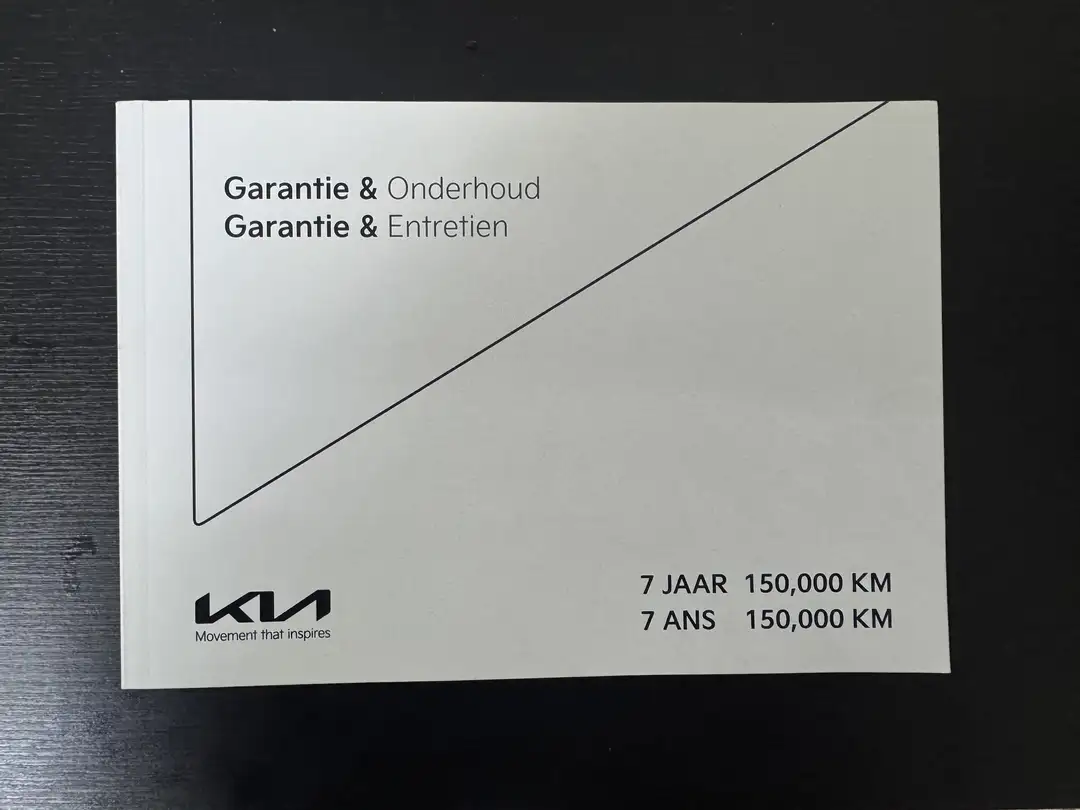 Garantie & Onderhoud
Garantie & Entretien
KIA
Movement that inspires
7 JAAR 150,000 KM
7 ANS 150,000 KM